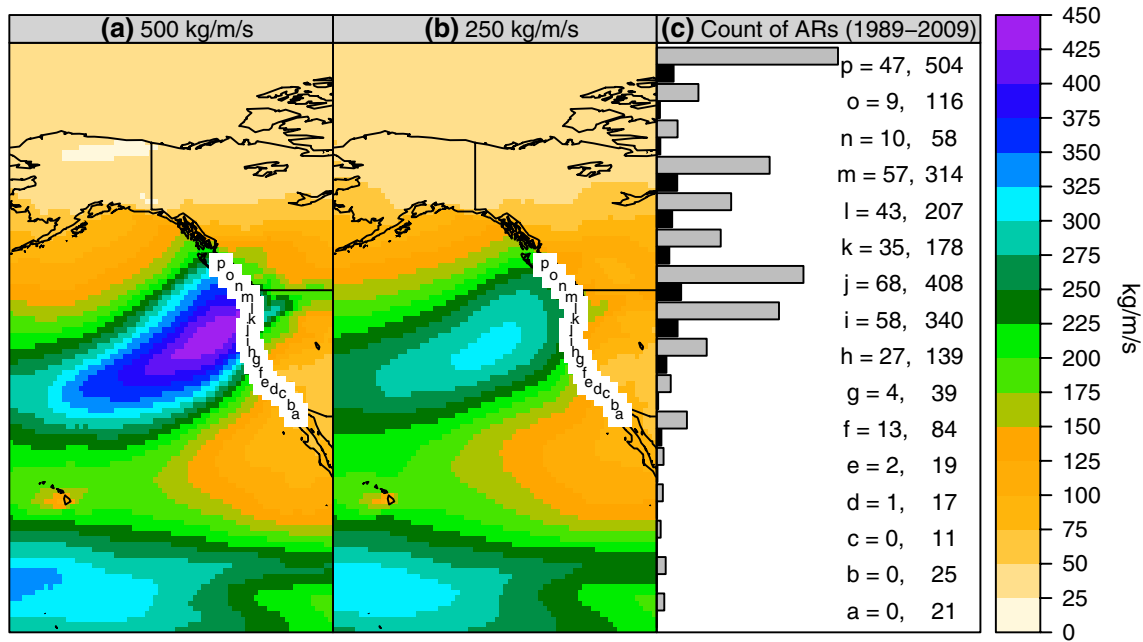 (a) 500 kg/m/s
(b) 250 kg/m/s
(c) Count of ARs (1989–2009)
p
o
n
m
l
k
j
i
h
g
f
e
d
c
b
a
p
o
n
m
l
k
j
i
h
g
f
e
d
c
b
a
p = 47, 504
o = 9, 116
n = 10, 58
m = 57, 314
l = 43, 207
k = 35, 178
j = 68, 408
i = 58, 340
h = 27, 139
g = 4, 39
f = 13, 84
e = 2, 19
d = 1, 17
c = 0, 11
b = 0, 25
a = 0, 21
450
425
400
375
350
325
300
275
250
225
200
175
150
125
100
75
50
25
0
kg/m/s